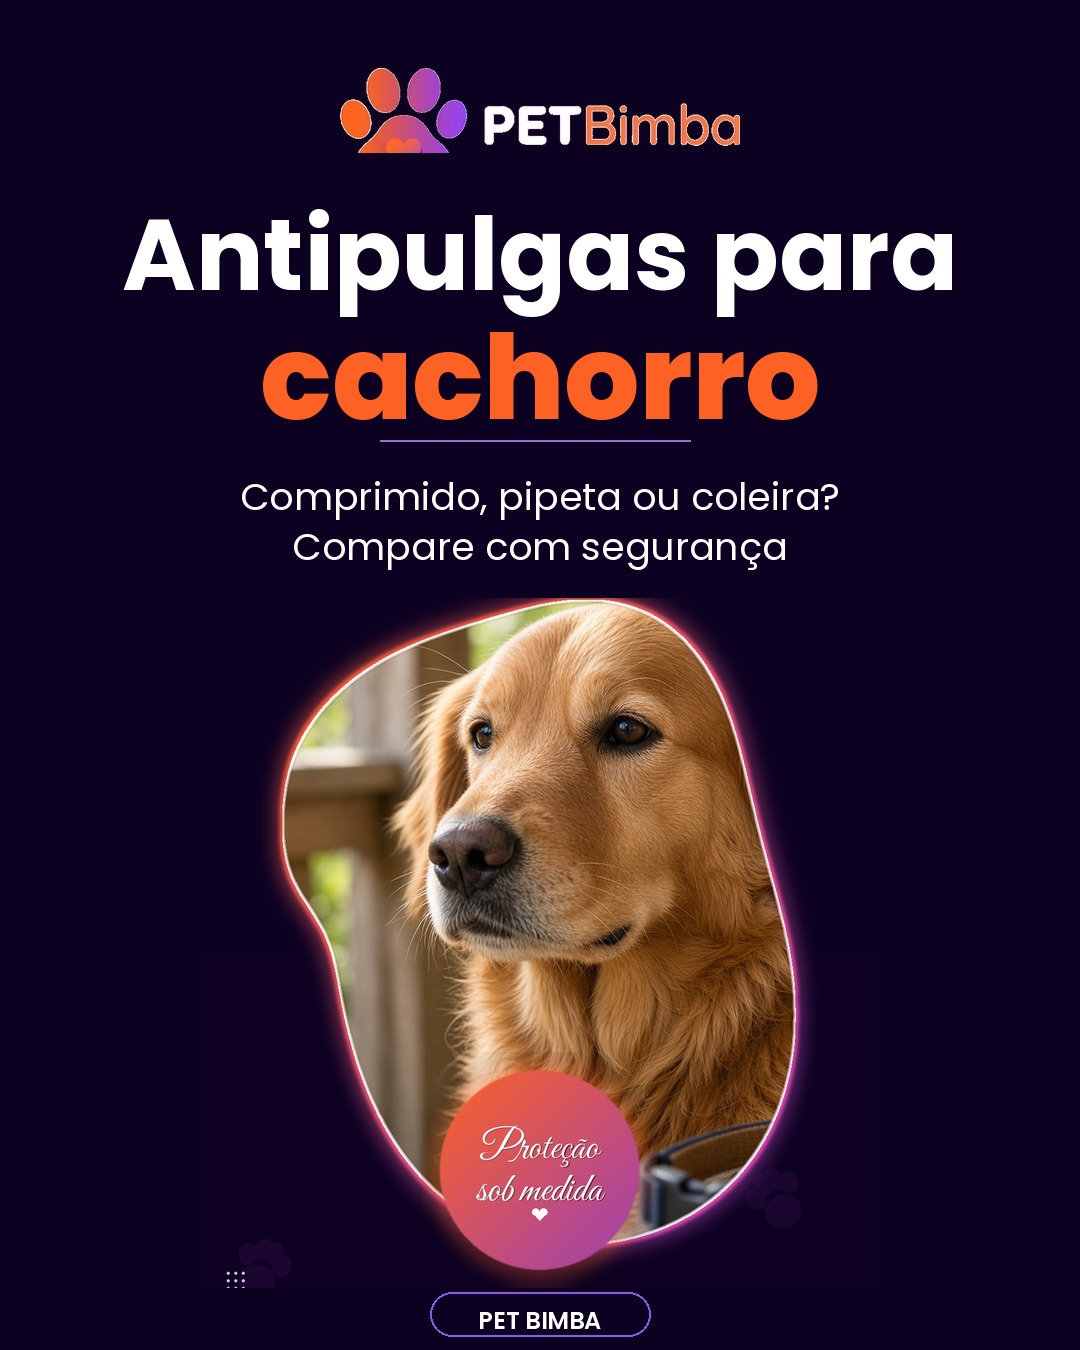 PETBimba
Antipulgas para
cachorro
Comprimido, pipeta ou coleira?
Compare com segurança
Proteção
sob medida
PET BIMBA